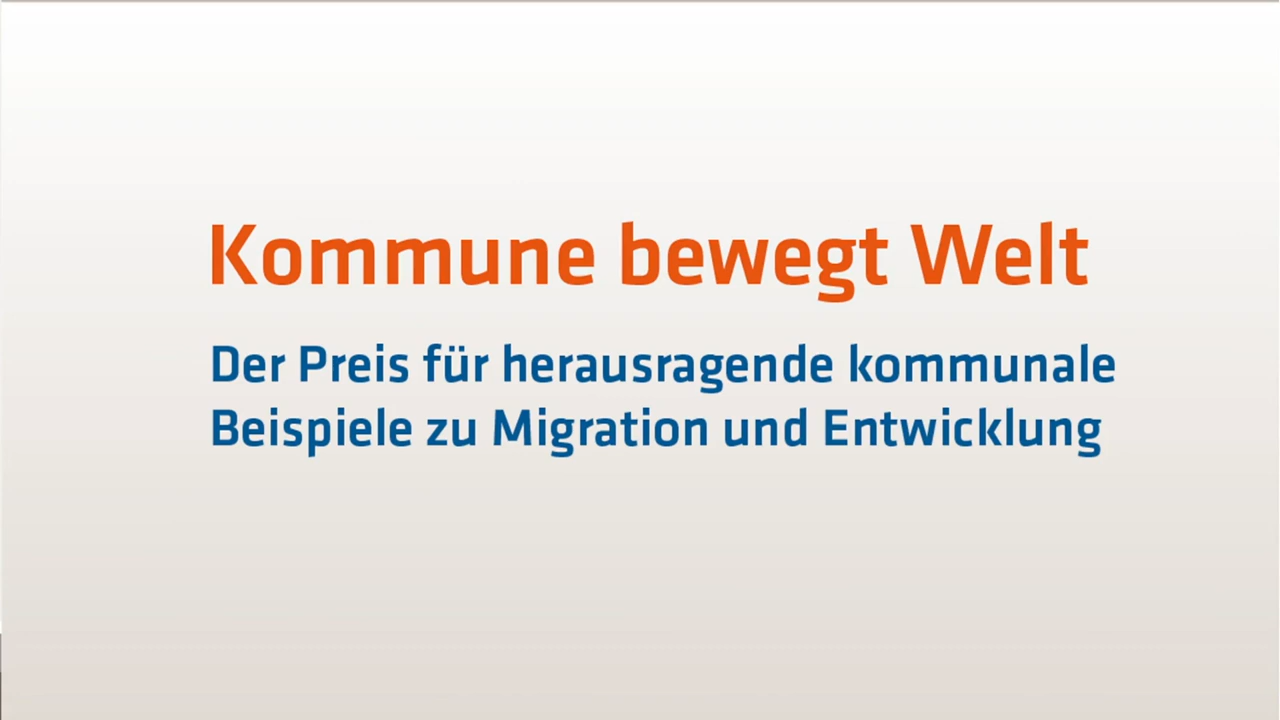 Kommune bewegt Welt
Der Preis für herausragende kommunale
Beispiele zu Migration und Entwicklung